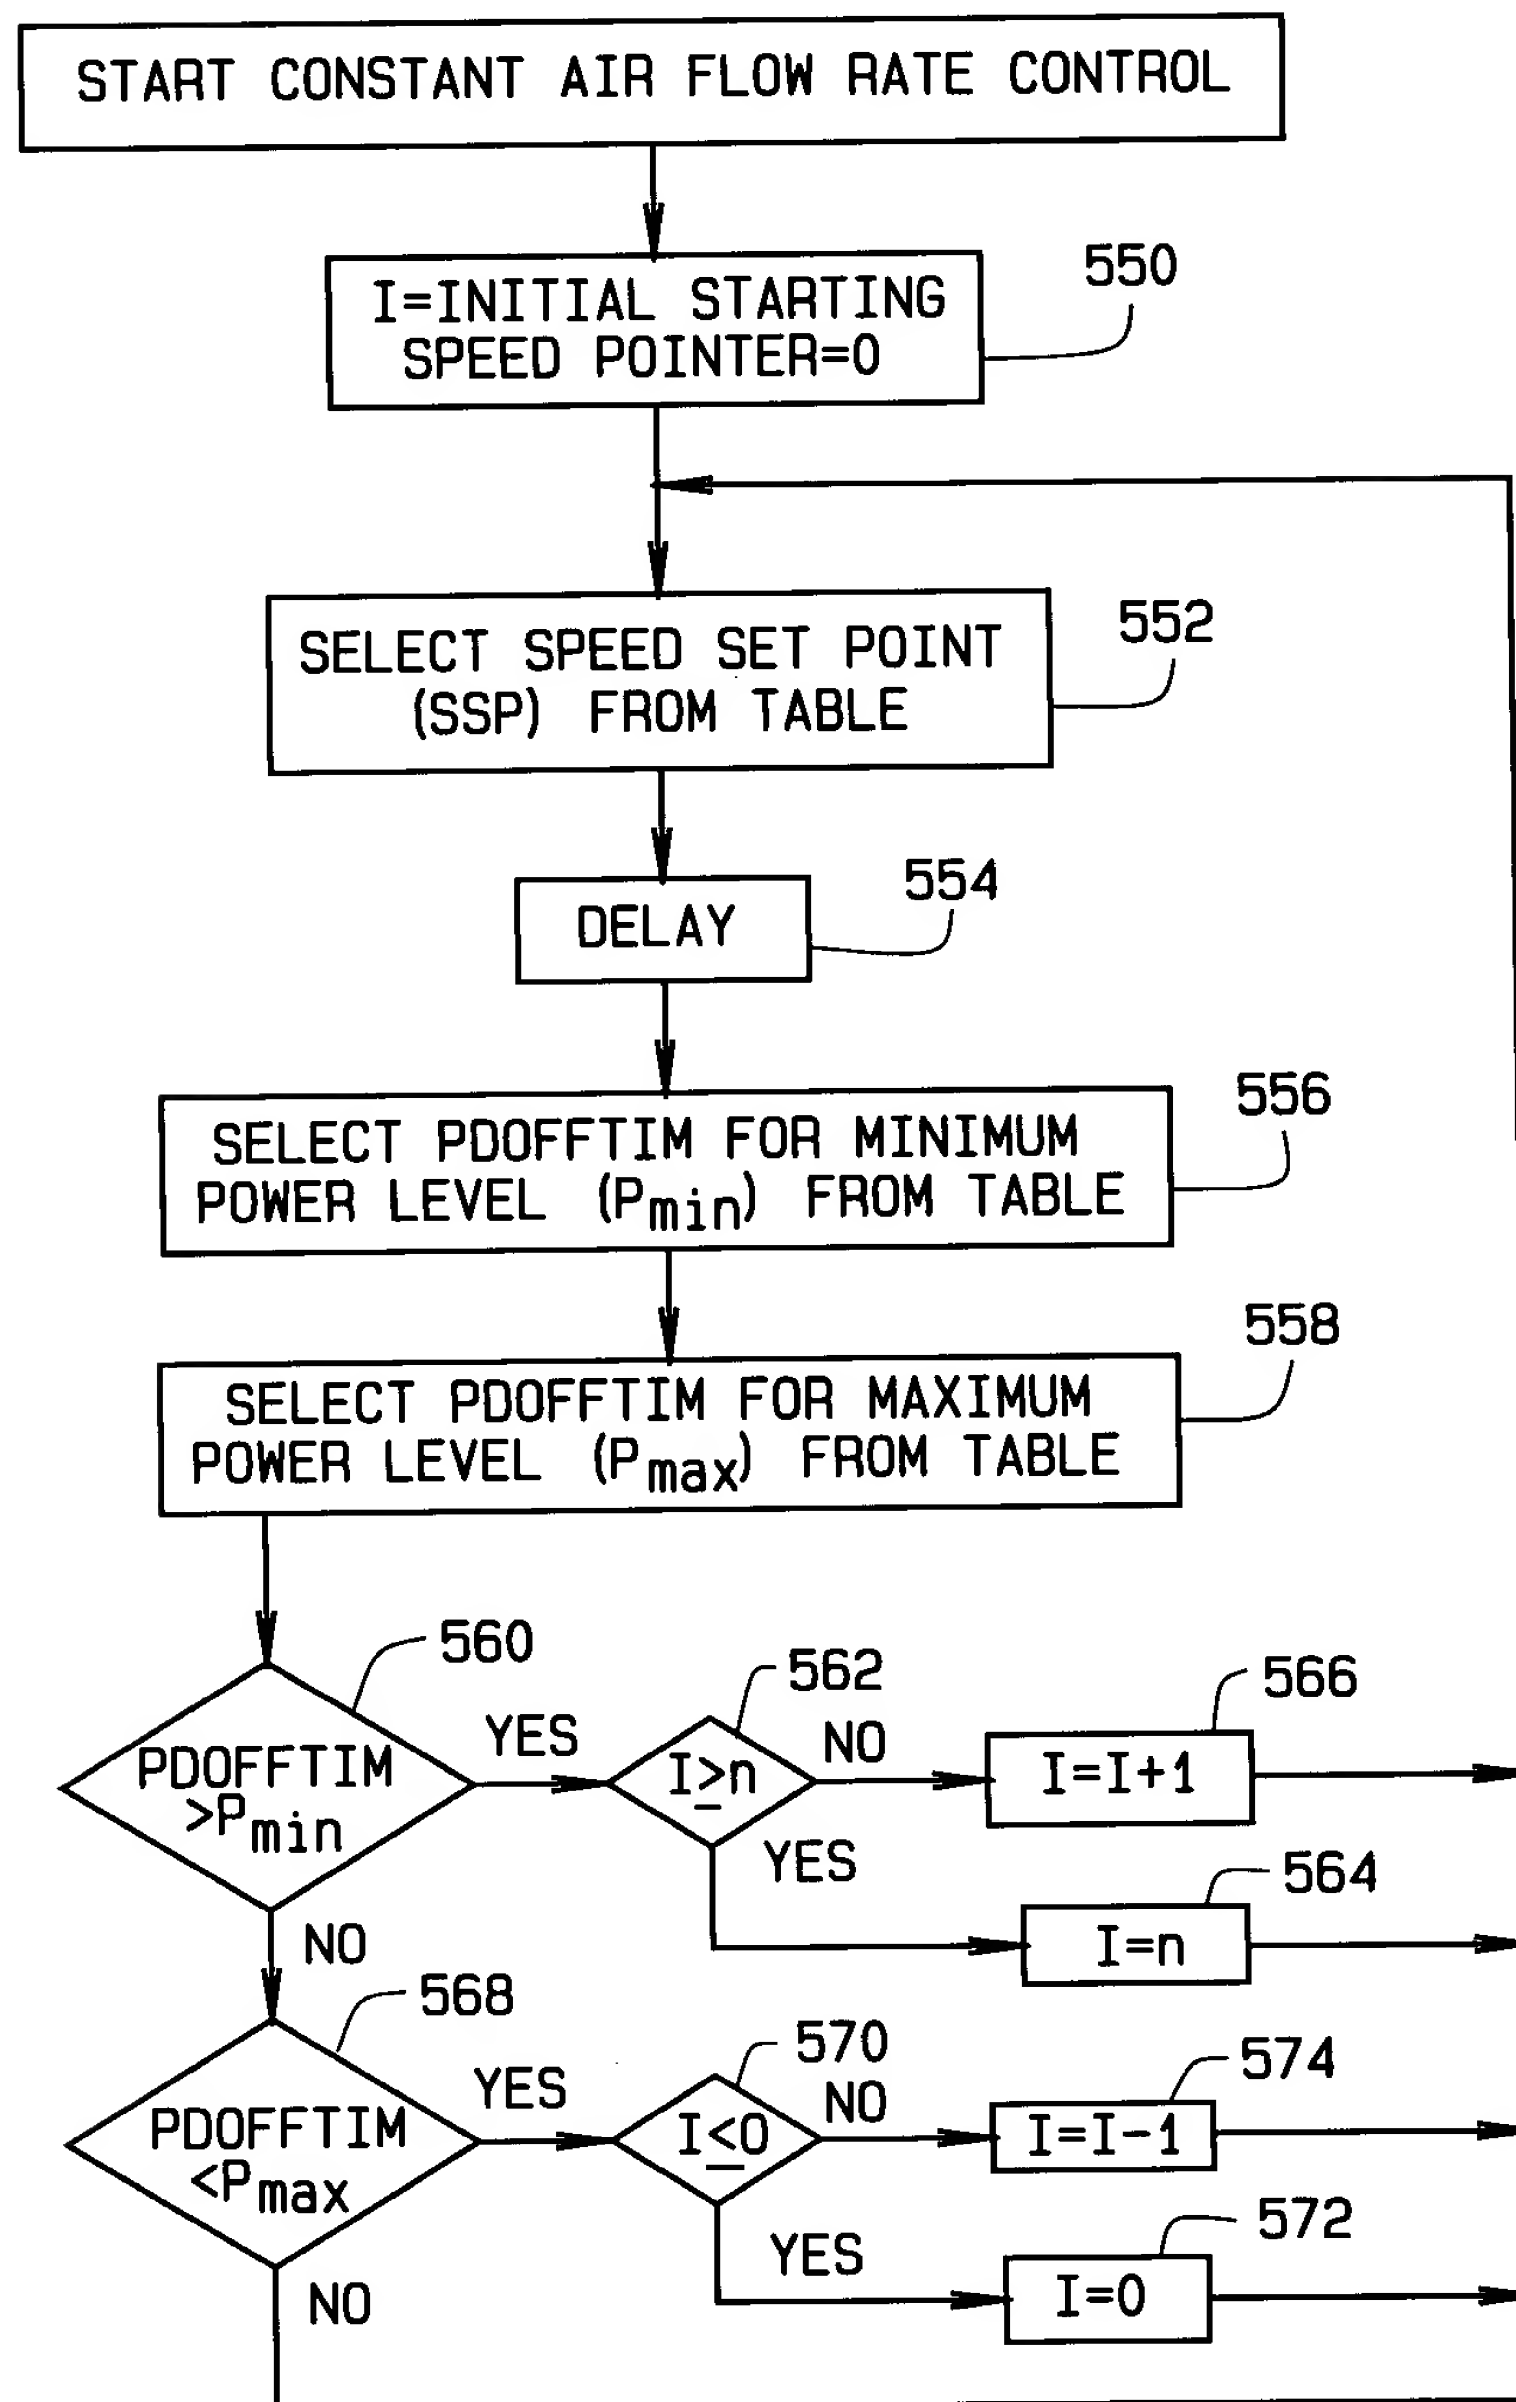 START CONSTANT AIR FLOW RATE CONTROL
I=INITIAL STARTING
SPEED POINTER=0
550
SELECT SPEED SET POINT
(SSP) FROM TABLE
552
DELAY
554
SELECT PDOFFTIM FOR MINIMUM
POWER LEVEL (Pmin) FROM TABLE
556
SELECT PDOFFTIM FOR MAXIMUM
POWER LEVEL (Pmax) FROM TABLE
558
PDOFFTIM
>Pmin
560
YES
I≥n
562
NO
I=I+1
566
YES
I=n
564
NO
PDOFFTIM
<Pmax
568
YES
I≤0
570
NO
I=I-1
574
YES
I=0
572
NO